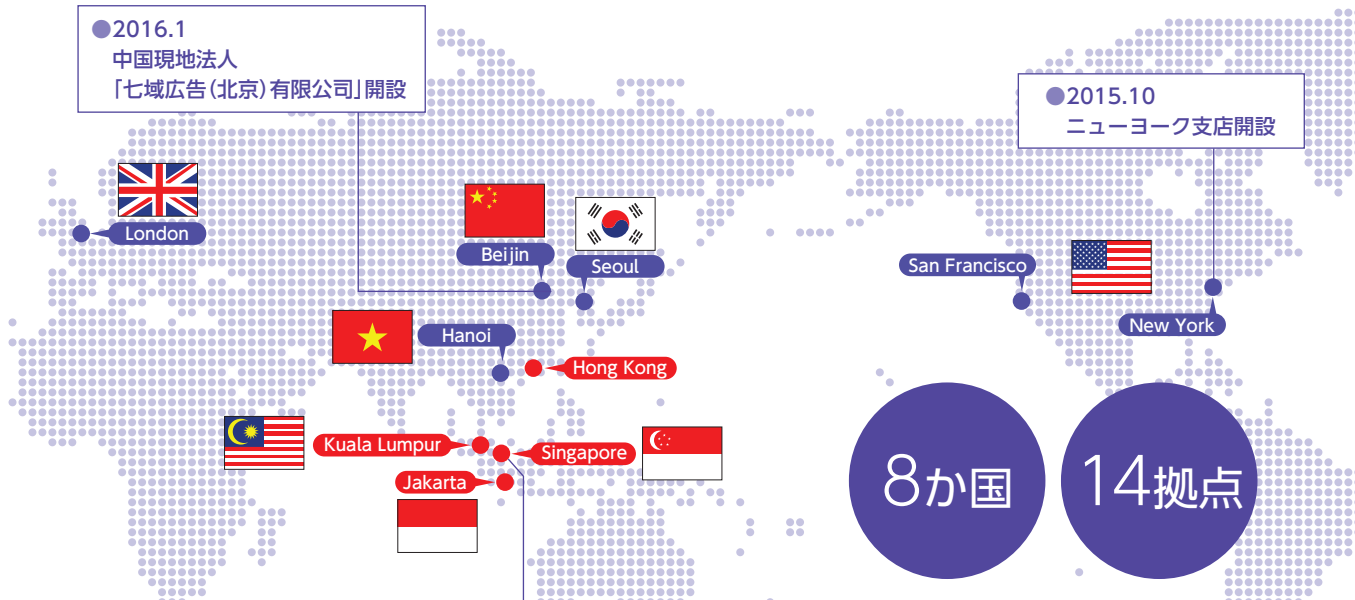 ●2016.1
中国現地法人
「七域広告(北京)有限公司」開設
●2015.10
ニューヨーク支店開設
London
Beijin
Seoul
San Francisco
New York
Hanoi
Hong Kong
Kuala Lumpur
Singapore
Jakarta
8か国
14拠点